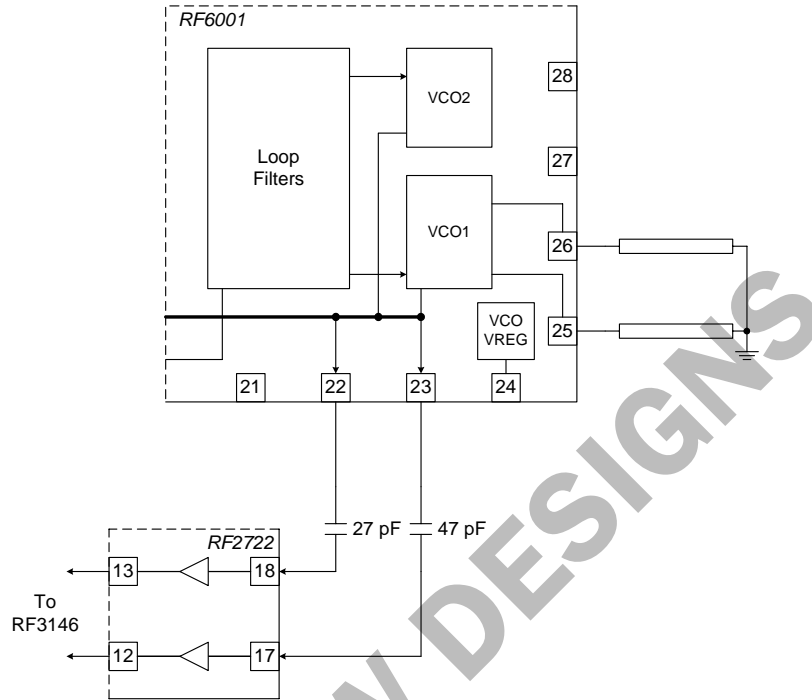 RF6001
28
VCO2
Loop
Filters
27
VCO1
26
VCO
VREG
25
21
22
23
24
27 pF
47 pF
RF2722
13
18
To
RF3146
12
17
W DESIGNS